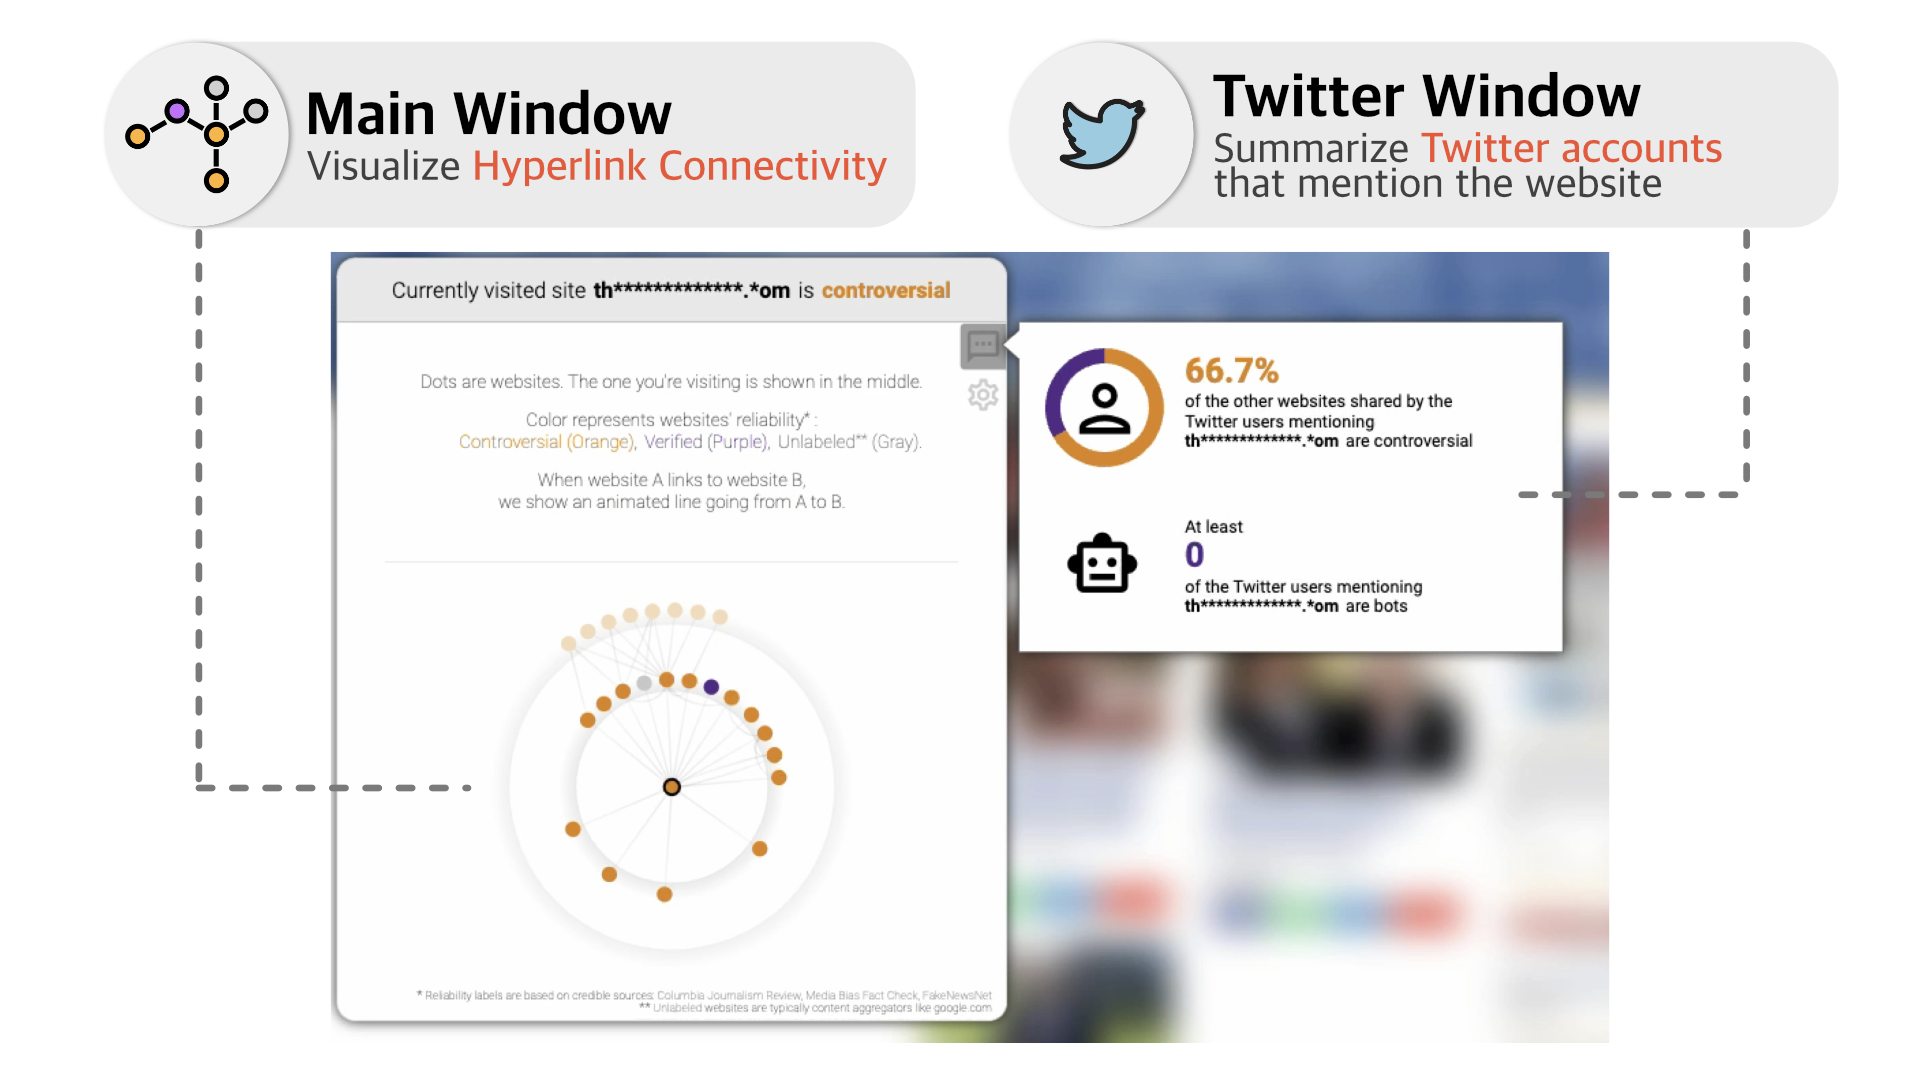 Main Window
Visualize Hyperlink Connectivity
Twitter Window
Summarize Twitter accounts
that mention the website
Currently visited site th*************.*om is controversial
Dots are websites. The one you're visiting is shown in the middle.
Color represents websites' reliability* :
Controversial (Orange), Verified (Purple), Unlabeled** (Gray).
When website A links to website B,
we show an animated line going from A to B.
* Reliability labels are based on credible sources: Columbia Journalism Review, Media Bias Fact Check, FakeNewsNet
** Unlabeled websites are typically content aggregators like google.com
66.7%
of the other websites shared by the
Twitter users mentioning
th*************.*om are controversial
At least
0
of the Twitter users mentioning
th*************.*om are bots